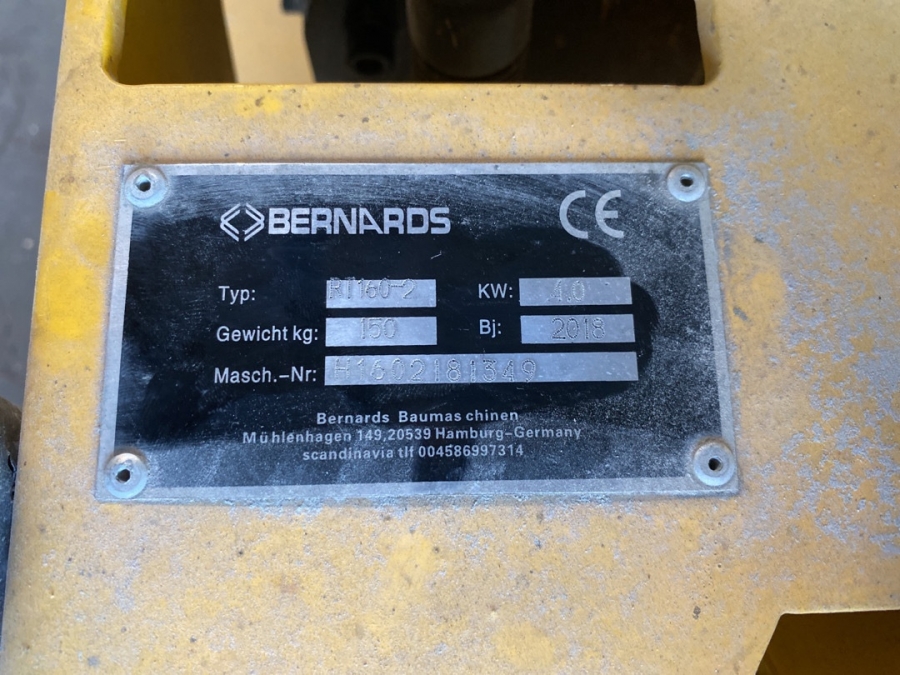 BERNARDS CE
Typ: RT160-2 KW: 4.0
Gewicht kg: 150 Bj: 2018
Masch.-Nr: H1602181349
Bernards Baumas chinen
Mühlenhagen 149,20539 Hamburg-Germany
scandinavia tlf 004586997314